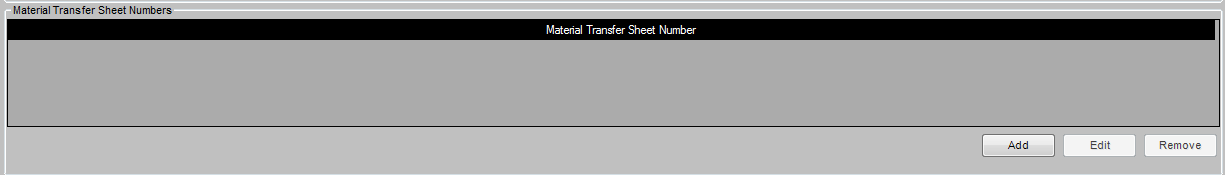 Material Transfer Sheet Numbers
Material Transfer Sheet Number
Add Edit Remove